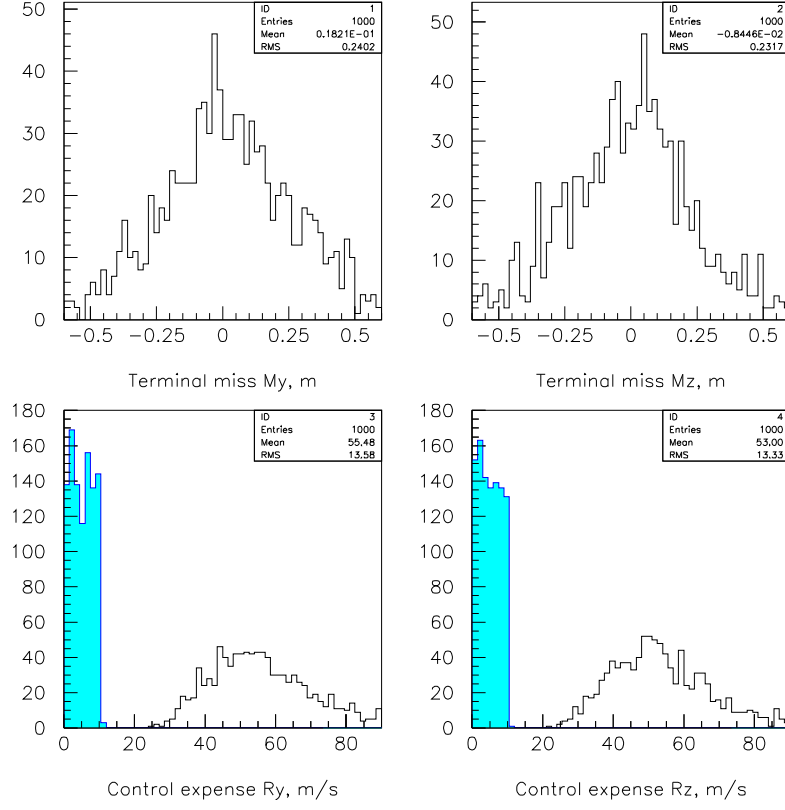 ID 1
Entries 1000
Mean 0.1821E-01
RMS 0.2402
50
40
30
20
10
0
-0.5 -0.25 0 0.25 0.5
Terminal miss My, m
ID 2
Entries 1000
Mean -0.8446E-02
RMS 0.2317
50
40
30
20
10
0
-0.5 -0.25 0 0.25 0.5
Terminal miss Mz, m
ID 3
Entries 1000
Mean 55.48
RMS 13.58
180
160
140
120
100
80
60
40
20
0
0 20 40 60 80
Control expense Ry, m/s
ID 4
Entries 1000
Mean 53.00
RMS 13.33
180
160
140
120
100
80
60
40
20
0
0 20 40 60 80
Control expense Rz, m/s